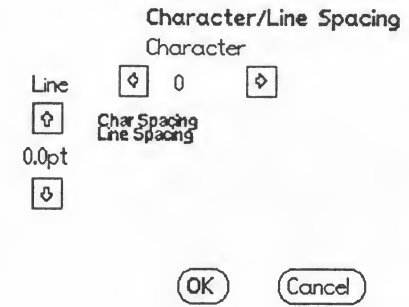 Character/Line Spacing
Character
Line
0
Char Spacing
Line Spacing
0.0pt
OK
Cancel